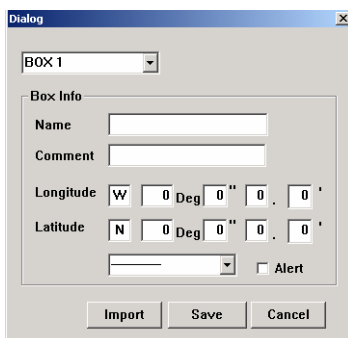 Dialog
BOX 1
Box Info
Name
Comment
Longitude W 0 Deg 0 " 0 . 0 '
Latitude N 0 Deg 0 " 0 . 0 '
Alert
Import Save Cancel